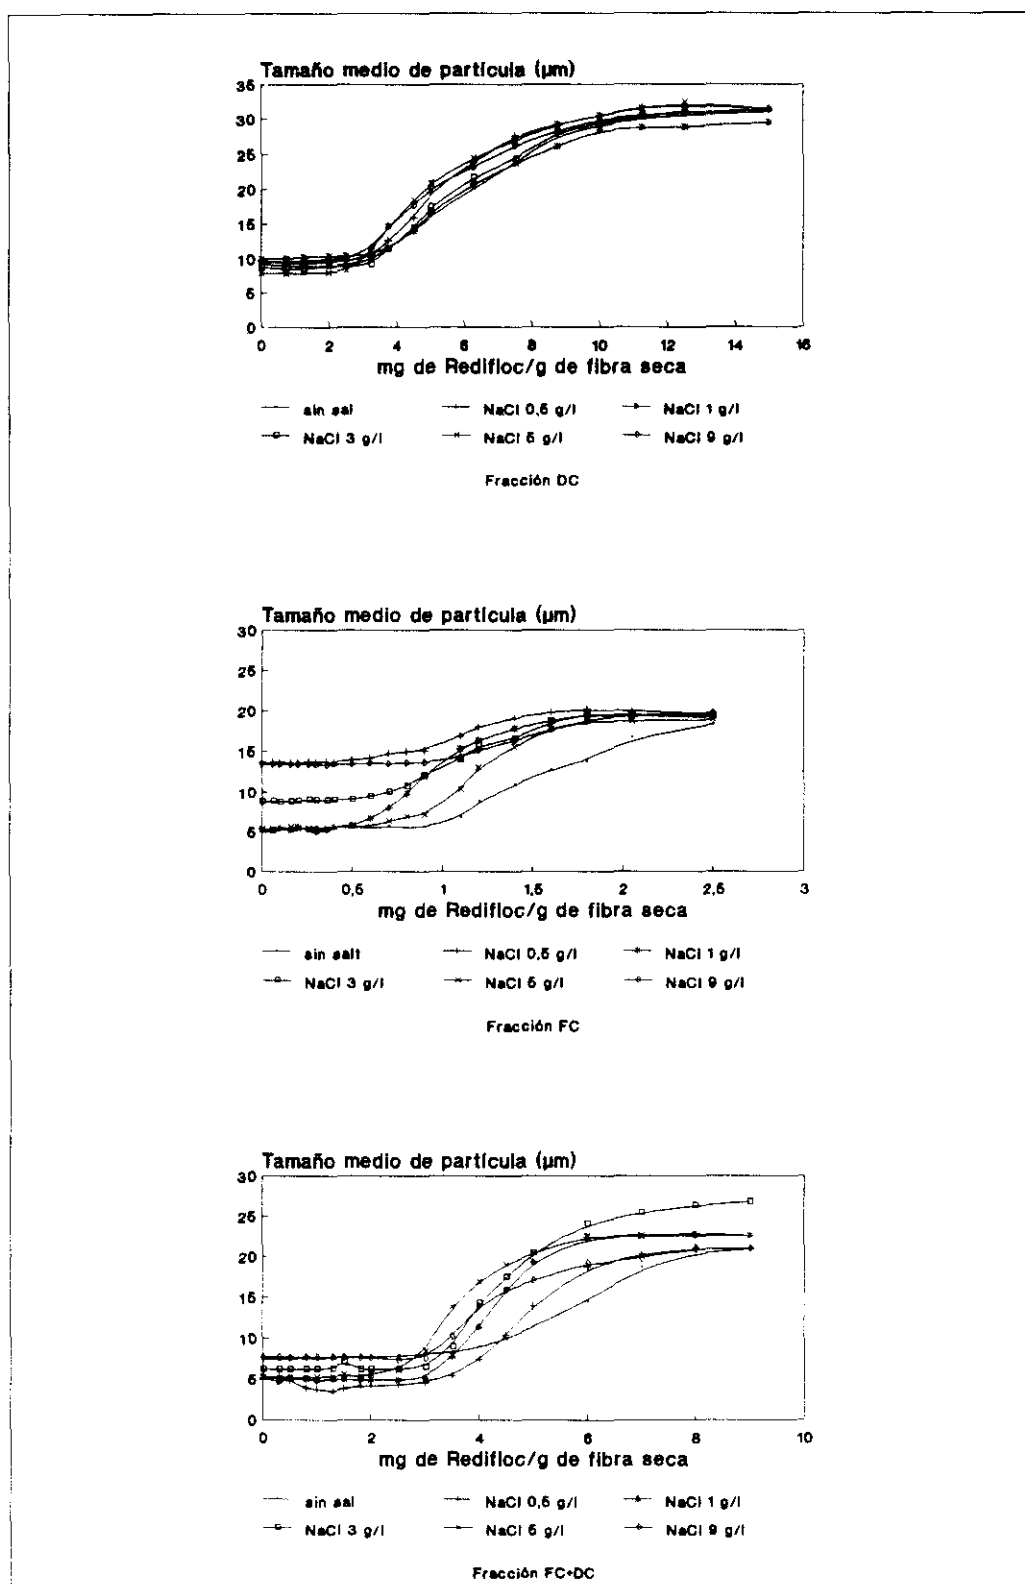 Tamaño medio de partícula (µm)
35
30
25
20
15
10
5
0
0 2 4 6 8 10 12 14 16
mg de Redifloc/g de fibra seca
sin sal NaCl 0,5 g/l NaCl 1 g/l
NaCl 3 g/l NaCl 5 g/l NaCl 9 g/l
Fracción DC
Tamaño medio de partícula (µm)
30
25
20
15
10
5
0
0 0,5 1 1,5 2 2,5 3
mg de Redifloc/g de fibra seca
sin salt NaCl 0,5 g/l NaCl 1 g/l
NaCl 3 g/l NaCl 5 g/l NaCl 9 g/l
Fracción FC
Tamaño medio de partícula (µm)
30
25
20
15
10
5
0
0 2 4 6 8 10
mg de Redifloc/g de fibra seca
sin sal NaCl 0,5 g/l NaCl 1 g/l
NaCl 3 g/l NaCl 5 g/l NaCl 9 g/l
Fracción FC+DC